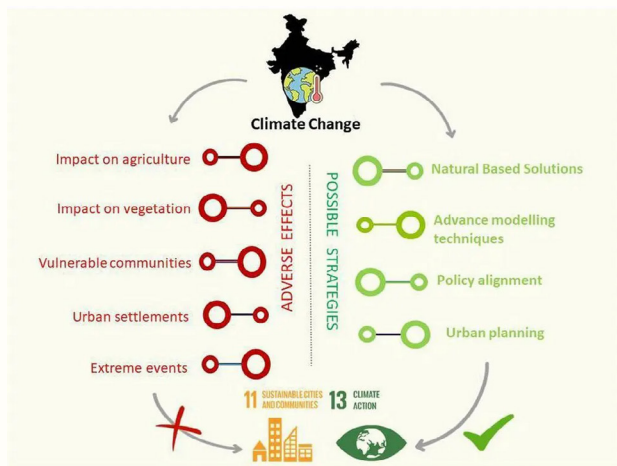 Climate Change
Impact on agriculture
Impact on vegetation
Vulnerable communities
Urban settlements
Extreme events
ADVERSE EFFECTS
POSSIBLE STRATEGIES
Natural Based Solutions
Advance modelling
techniques
Policy alignment
Urban planning
11 SUSTAINABLE CITIES
AND COMMUNITIES
13 CLIMATE
ACTION